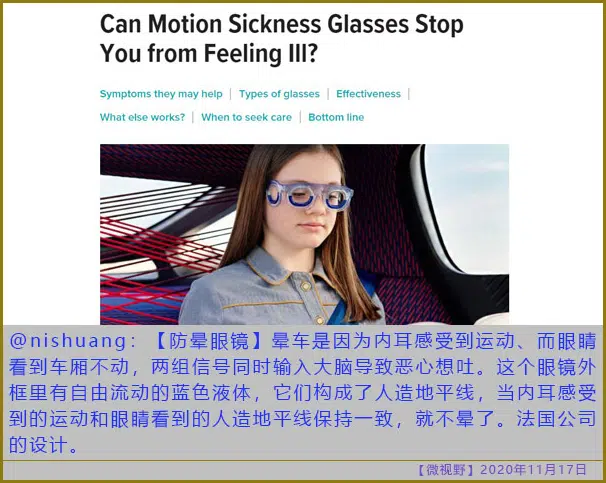 Can Motion Sickness Glasses Stop
You from Feeling Ill?
Symptoms they may help | Types of glasses | Effectiveness |
What else works? | When to seek care | Bottom line
@nishuang：【防晕眼镜】晕车是因为内耳感受到运动、而眼睛
看到车厢不动，两组信号同时输入大脑导致恶心想吐。这个眼镜外
框里有自由流动的蓝色液体，它们构成了人造地平线，当内耳感受
到的运动和眼睛看到的人造地平线保持一致，就不晕了。法国公司
的设计。
【微视野】2020年11月17日